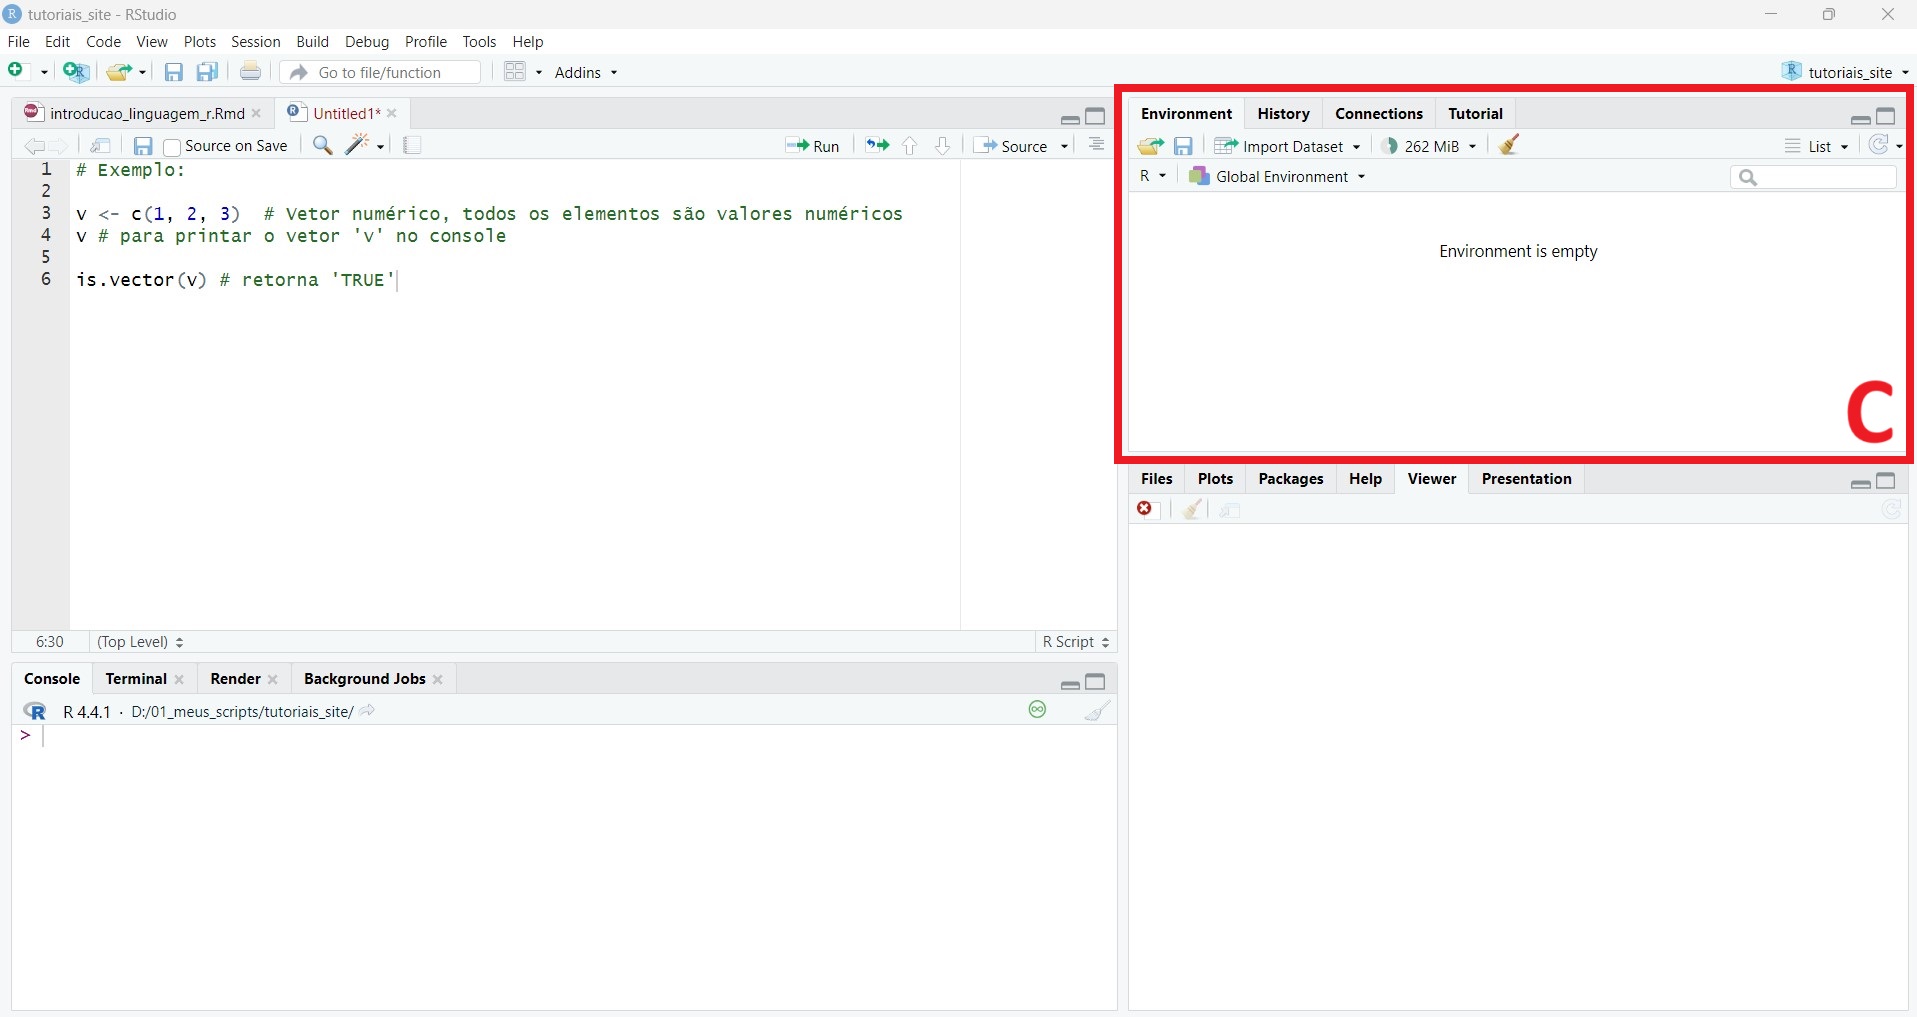 tutoriais_site - RStudio
File Edit Code View Plots Session Build Debug Profile Tools Help
Go to file/function Addins tutoriais_site
introducao_linguagem_r.Rmd Untitled1*
Source on Save Run Source
1 # Exemplo:
2
3 v <- c(1, 2, 3) # Vetor numérico, todos os elementos são valores numéricos
4 v # para printar o vetor 'v' no console
5
6 is.vector(v) # retorna 'TRUE'
6:30 (Top Level) R Script
Console Terminal Render Background Jobs
R 4.4.1 · D:/01_meus_scripts/tutoriais_site/
>
Environment History Connections Tutorial
Import Dataset 262 MiB List
R Global Environment
Environment is empty
C
Files Plots Packages Help Viewer Presentation